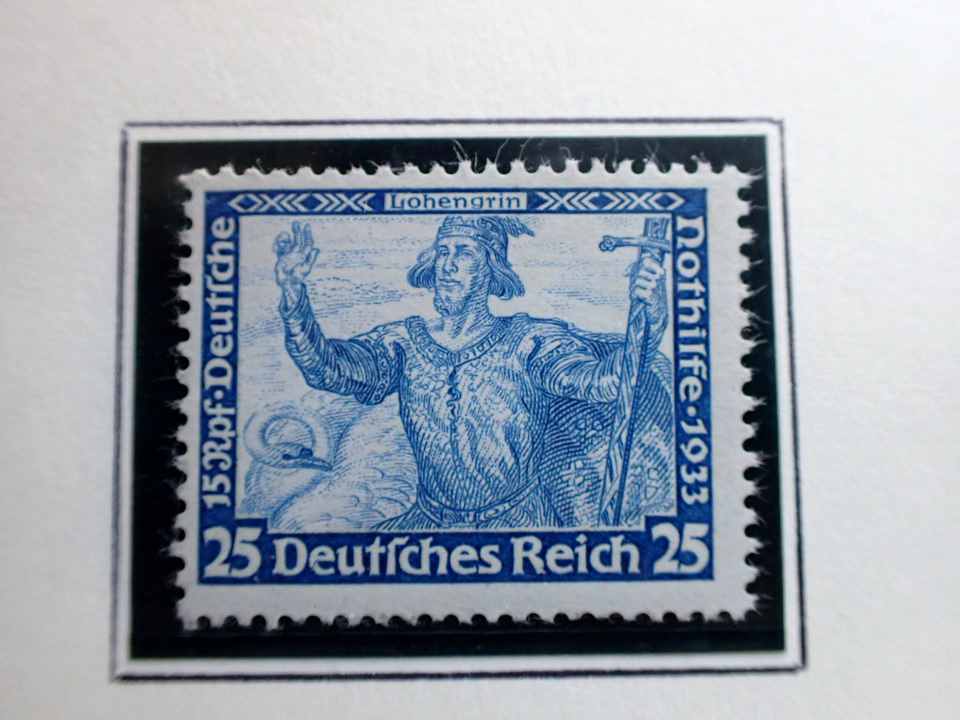 Lohengrin
15 Rpf · Deutſche
Nothilfe · 1933
25 Deutſches Reich 25